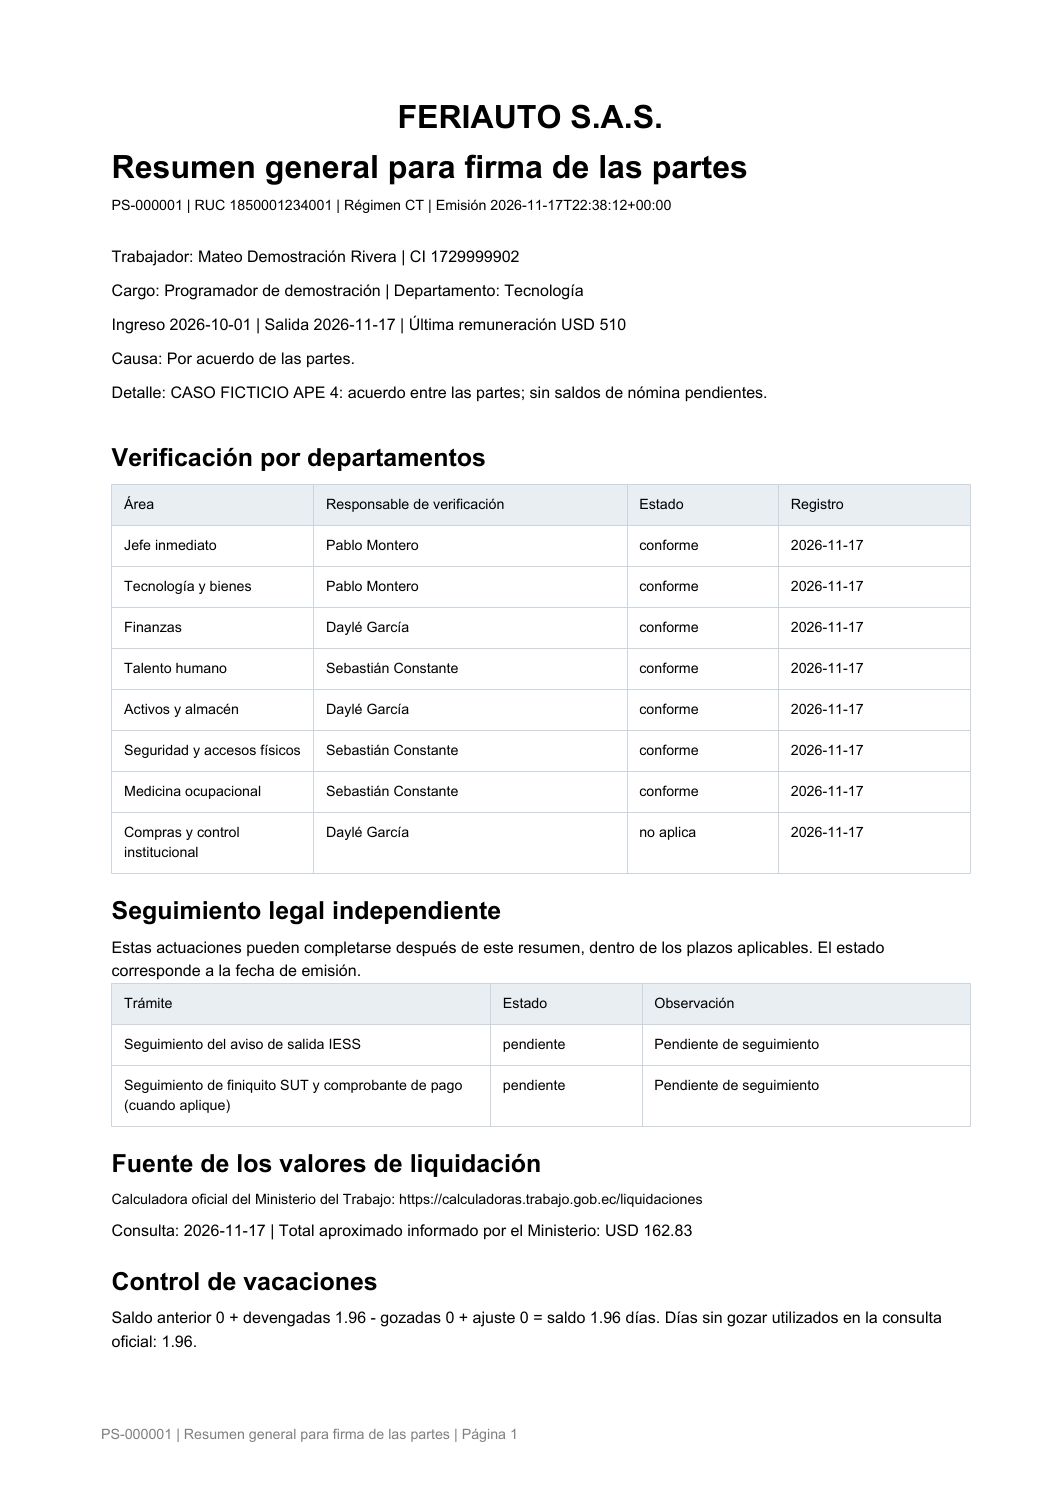 FERIAUTO S.A.S.
Resumen general para firma de las partes
PS-000001 | RUC 1850001234001 | Régimen CT | Emisión 2026-11-17T22:38:12+00:00
Trabajador: Mateo Demostración Rivera | CI 1729999902
Cargo: Programador de demostración | Departamento: Tecnología
Ingreso 2026-10-01 | Salida 2026-11-17 | Última remuneración USD 510
Causa: Por acuerdo de las partes.
Detalle: CASO FICTICIO APE 4: acuerdo entre las partes; sin saldos de nómina pendientes.
Verificación por departamentos
Área Responsable de verificación Estado Registro
Jefe inmediato Pablo Montero conforme 2026-11-17
Tecnología y bienes Pablo Montero conforme 2026-11-17
Finanzas Daylé García conforme 2026-11-17
Talento humano Sebastián Constante conforme 2026-11-17
Activos y almacén Daylé García conforme 2026-11-17
Seguridad y accesos físicos Sebastián Constante conforme 2026-11-17
Medicina ocupacional Sebastián Constante conforme 2026-11-17
Compras y control Daylé García no aplica 2026-11-17
institucional
Seguimiento legal independiente
Estas actuaciones pueden completarse después de este resumen, dentro de los plazos aplicables. El estado
corresponde a la fecha de emisión.
Trámite Estado Observación
Seguimiento del aviso de salida IESS pendiente Pendiente de seguimiento
Seguimiento de finiquito SUT y comprobante de pago pendiente Pendiente de seguimiento
(cuando aplique)
Fuente de los valores de liquidación
Calculadora oficial del Ministerio del Trabajo: https://calculadoras.trabajo.gob.ec/liquidaciones
Consulta: 2026-11-17 | Total aproximado informado por el Ministerio: USD 162.83
Control de vacaciones
Saldo anterior 0 + devengadas 1.96 - gozadas 0 + ajuste 0 = saldo 1.96 días. Días sin gozar utilizados en la consulta
oficial: 1.96.
PS-000001 | Resumen general para firma de las partes | Página 1